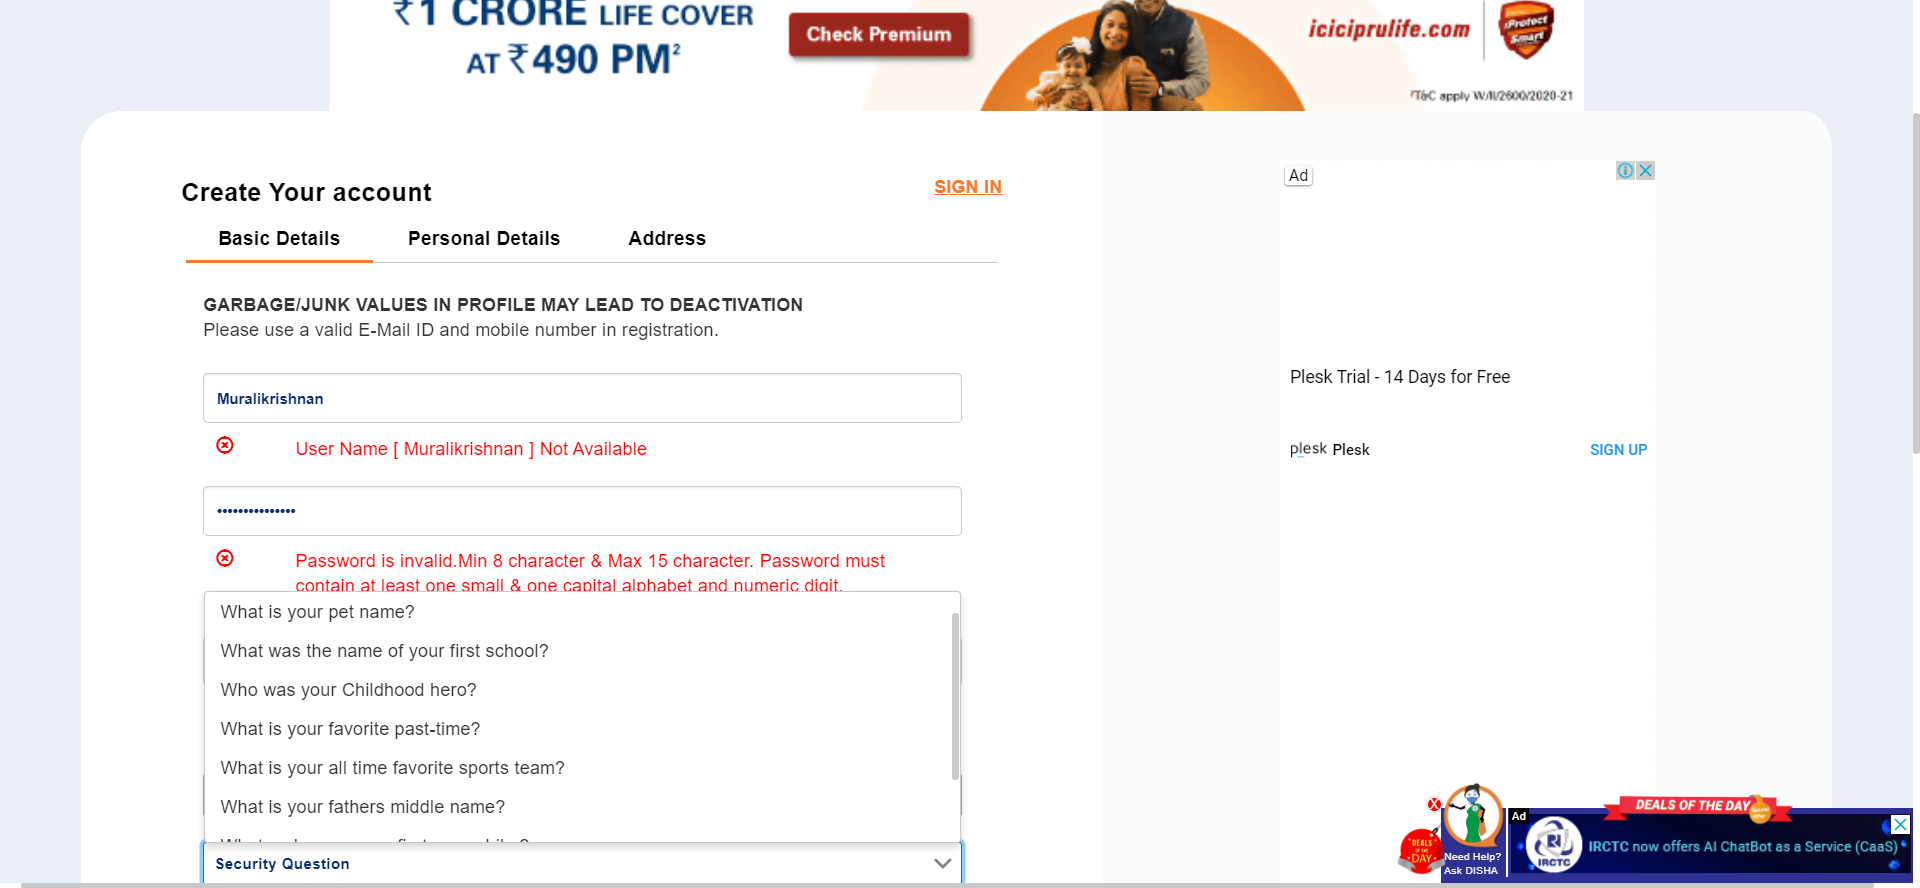 ₹1 CRORE LIFE COVER
AT ₹490 PM²
Check Premium
iciciprulife.com
iProtect
Smart
T&C apply W/II/2600/2020-21
Create Your account
SIGN IN
Basic Details
Personal Details
Address
GARBAGE/JUNK VALUES IN PROFILE MAY LEAD TO DEACTIVATION
Please use a valid E-Mail ID and mobile number in registration.
Muralikrishnan
User Name [ Muralikrishnan ] Not Available
•••••••••••••••
Password is invalid.Min 8 character & Max 15 character. Password must
contain at least one small & one capital alphabet and numeric digit.
What is your pet name?
What was the name of your first school?
Who was your Childhood hero?
What is your favorite past-time?
What is your all time favorite sports team?
What is your fathers middle name?
Security Question
Ad
Plesk Trial - 14 Days for Free
plesk Plesk
SIGN UP
X
DEALS
OF THE
DAY
Need Help?
Ask DISHA
Ad
DEALS OF THE DAY
Special
offer
IRCTC
IRCTC now offers AI ChatBot as a Service (CaaS)